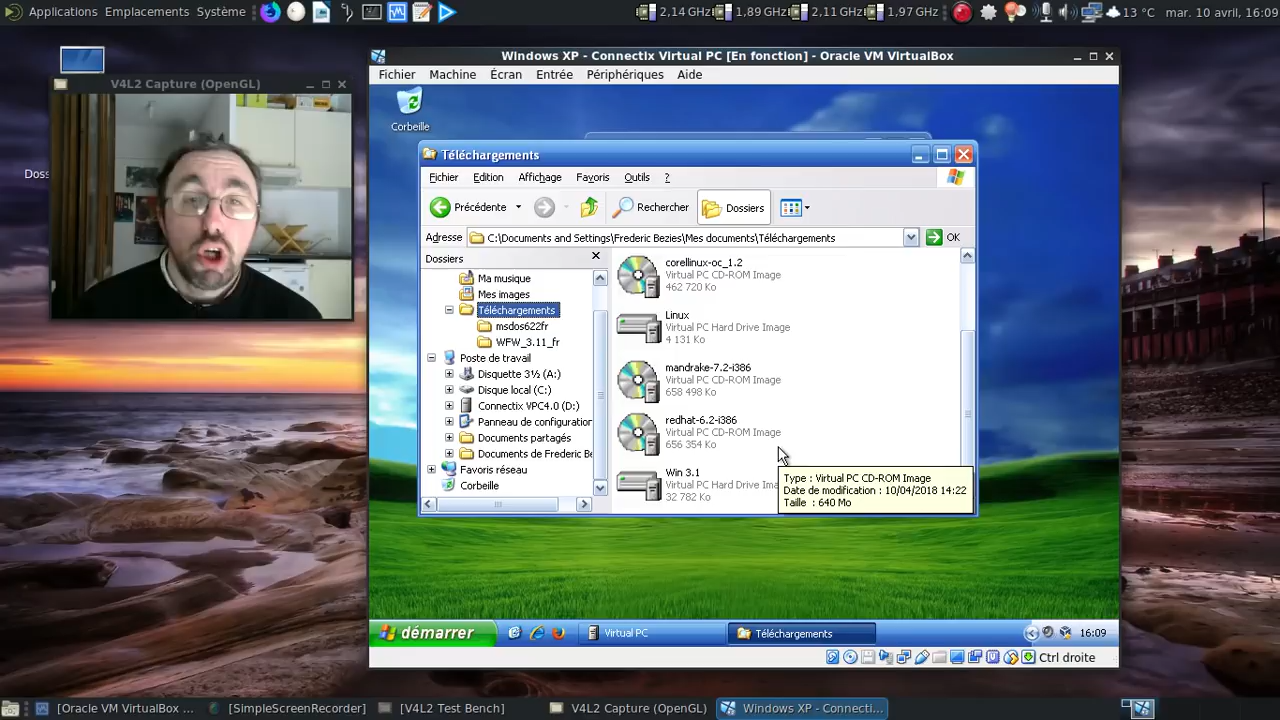 Applications Emplacements Système
2,14 GHz 1,89 GHz 2,11 GHz 1,97 GHz 13 °C mar. 10 avril, 16:09
Doss
V4L2 Capture (OpenGL)
Windows XP - Connectix Virtual PC [En fonction] - Oracle VM VirtualBox
Fichier Machine Écran Entrée Périphériques Aide
Corbeille
Téléchargements
Fichier Edition Affichage Favoris Outils ?
Précédente Rechercher Dossiers
Adresse C:\Documents and Settings\Frederic Bezies\Mes documents\Téléchargements OK
Dossiers
Ma musique
Mes images
Téléchargements
msdos622fr
WFW_3.11_fr
Poste de travail
Disquette 3½ (A:)
Disque local (C:)
Connectix VPC4.0 (D:)
Panneau de configuration
Documents partagés
Documents de Frederic Be
Favoris réseau
Corbeille
corellinux-oc_1.2
Virtual PC CD-ROM Image
462 720 Ko
Linux
Virtual PC Hard Drive Image
4 131 Ko
mandrake-7.2-i386
Virtual PC CD-ROM Image
658 498 Ko
redhat-6.2-i386
Virtual PC CD-ROM Image
656 354 Ko
Win 3.1
Virtual PC Hard Drive Ima
32 782 Ko
Type : Virtual PC CD-ROM Image
Date de modification : 10/04/2018 14:22
Taille : 640 Mo
démarrer Virtual PC Téléchargements 16:09
Ctrl droite
[Oracle VM VirtualBox ... [SimpleScreenRecorder] [V4L2 Test Bench] V4L2 Capture (OpenGL) Windows XP - Connecti...